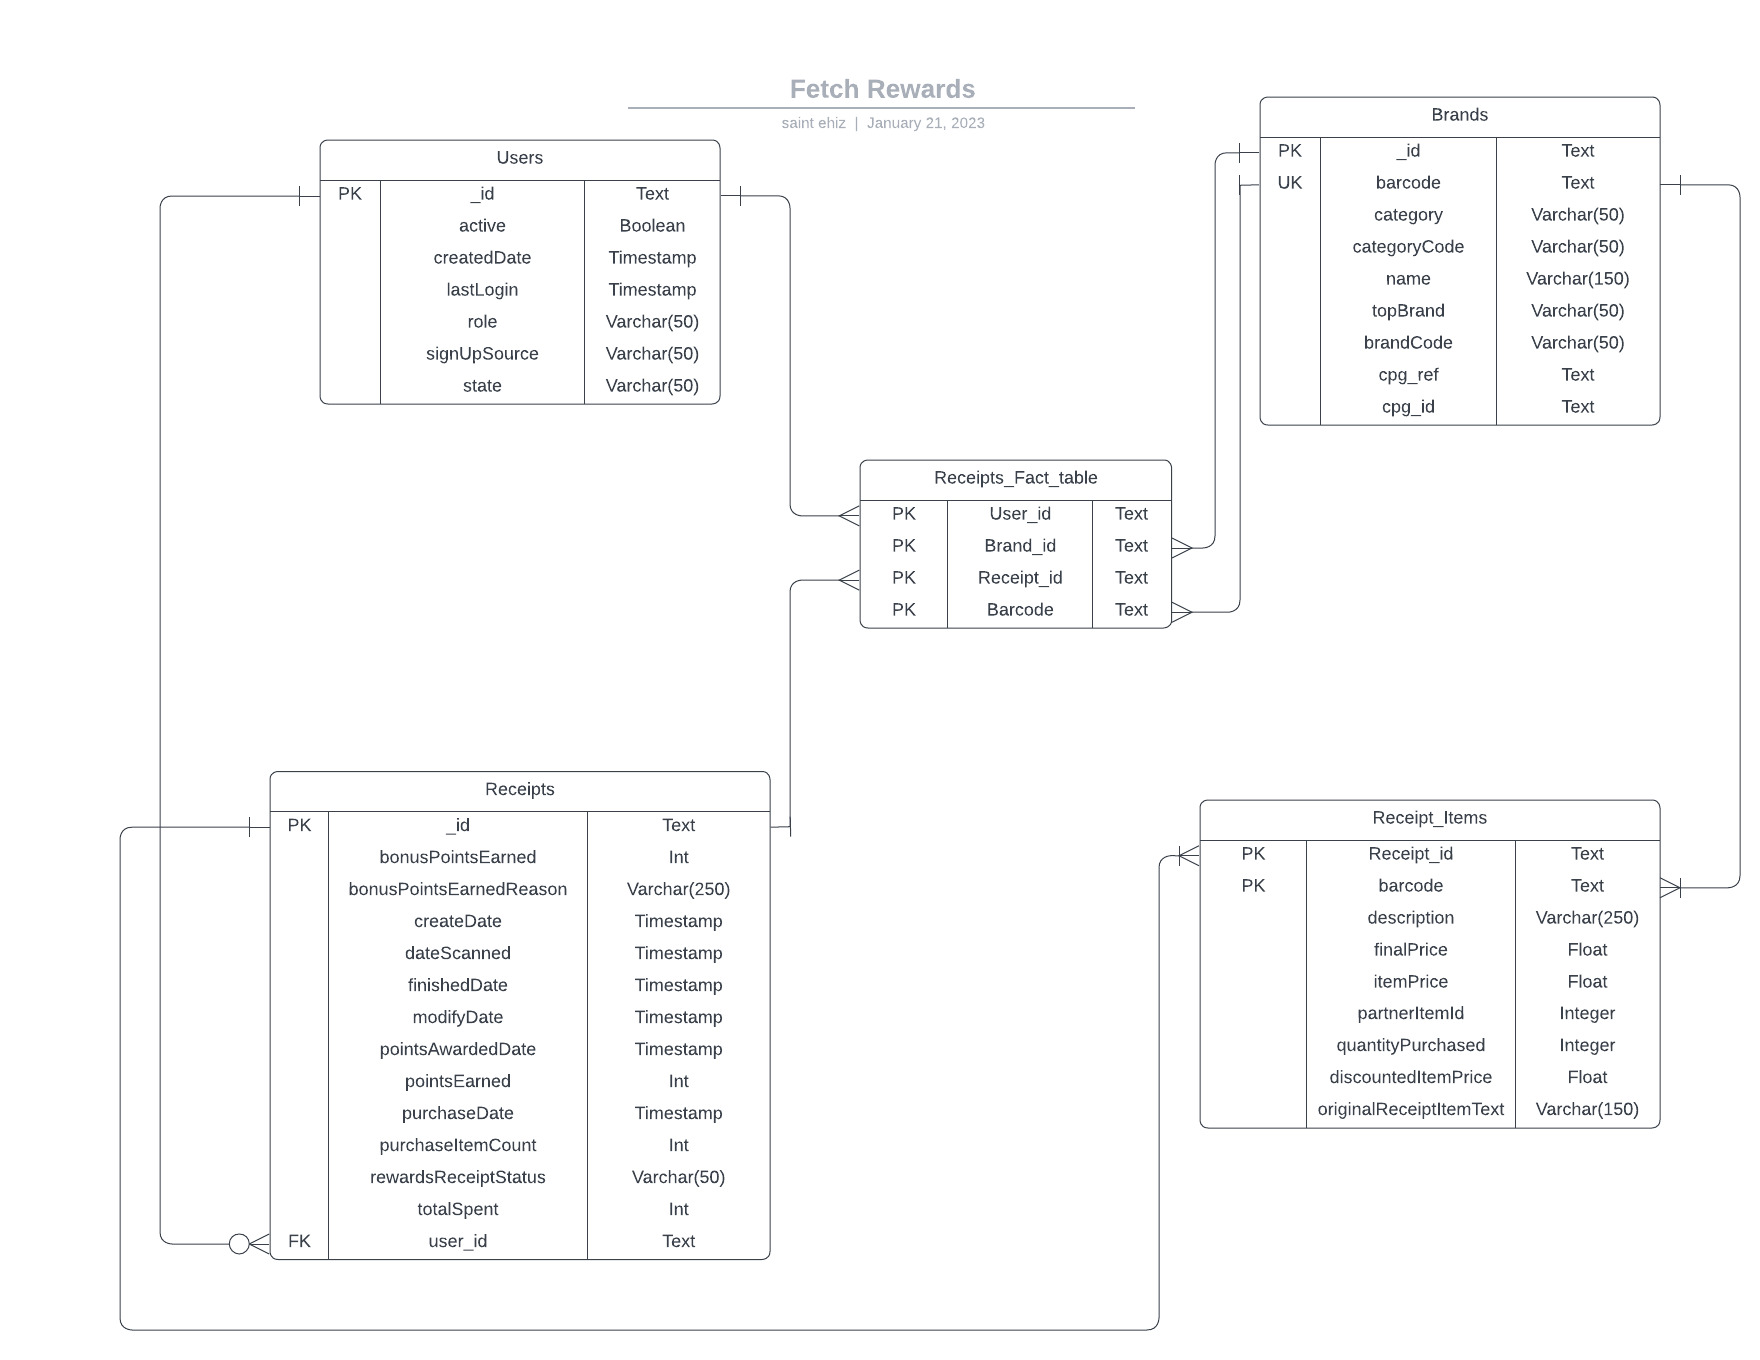 Fetch Rewards
saint ehiz | January 21, 2023
Users
PK _id Text
active Boolean
createdDate Timestamp
lastLogin Timestamp
role Varchar(50)
signUpSource Varchar(50)
state Varchar(50)
Brands
PK _id Text
UK barcode Text
category Varchar(50)
categoryCode Varchar(50)
name Varchar(150)
topBrand Varchar(50)
brandCode Varchar(50)
cpg_ref Text
cpg_id Text
Receipts_Fact_table
PK User_id Text
PK Brand_id Text
PK Receipt_id Text
PK Barcode Text
Receipts
PK _id Text
bonusPointsEarned Int
bonusPointsEarnedReason Varchar(250)
createDate Timestamp
dateScanned Timestamp
finishedDate Timestamp
modifyDate Timestamp
pointsAwardedDate Timestamp
pointsEarned Int
purchaseDate Timestamp
purchaseItemCount Int
rewardsReceiptStatus Varchar(50)
totalSpent Int
FK user_id Text
Receipt_Items
PK Receipt_id Text
PK barcode Text
description Varchar(250)
finalPrice Float
itemPrice Float
partnerItemId Integer
quantityPurchased Integer
discountedItemPrice Float
originalReceiptItemText Varchar(150)